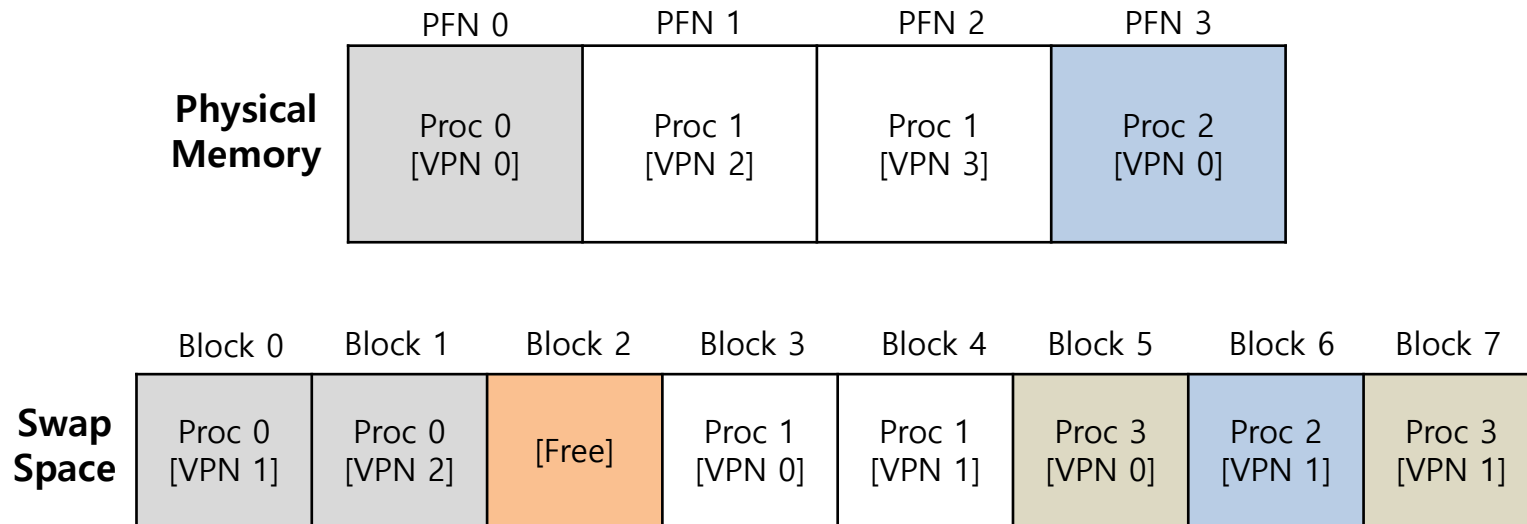 PFN 0 PFN 1 PFN 2 PFN 3
Physical
Memory
Proc 0
[VPN 0]
Proc 1
[VPN 2]
Proc 1
[VPN 3]
Proc 2
[VPN 0]
Block 0 Block 1 Block 2 Block 3 Block 4 Block 5 Block 6 Block 7
Swap
Space
Proc 0
[VPN 1]
Proc 0
[VPN 2]
[Free]
Proc 1
[VPN 0]
Proc 1
[VPN 1]
Proc 3
[VPN 0]
Proc 2
[VPN 1]
Proc 3
[VPN 1]